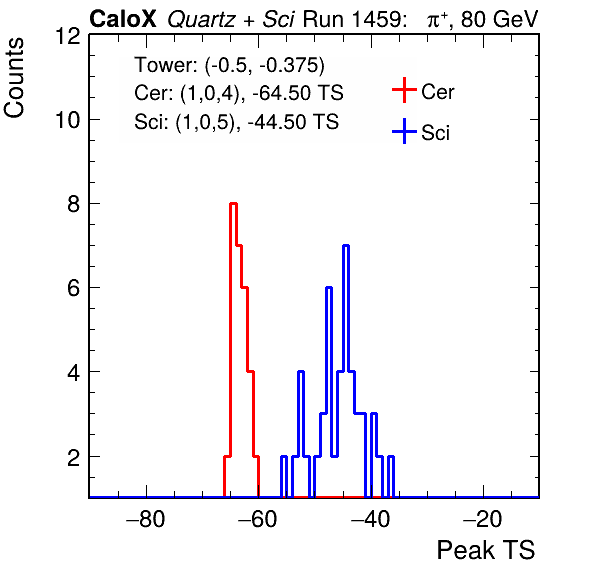 CaloX Quartz + Sci Run 1459: π⁺, 80 GeV
Counts
12
10
8
6
4
2
Tower: (-0.5, -0.375)
Cer: (1,0,4), -64.50 TS
Sci: (1,0,5), -44.50 TS
Cer
Sci
−80 −60 −40 −20
Peak TS